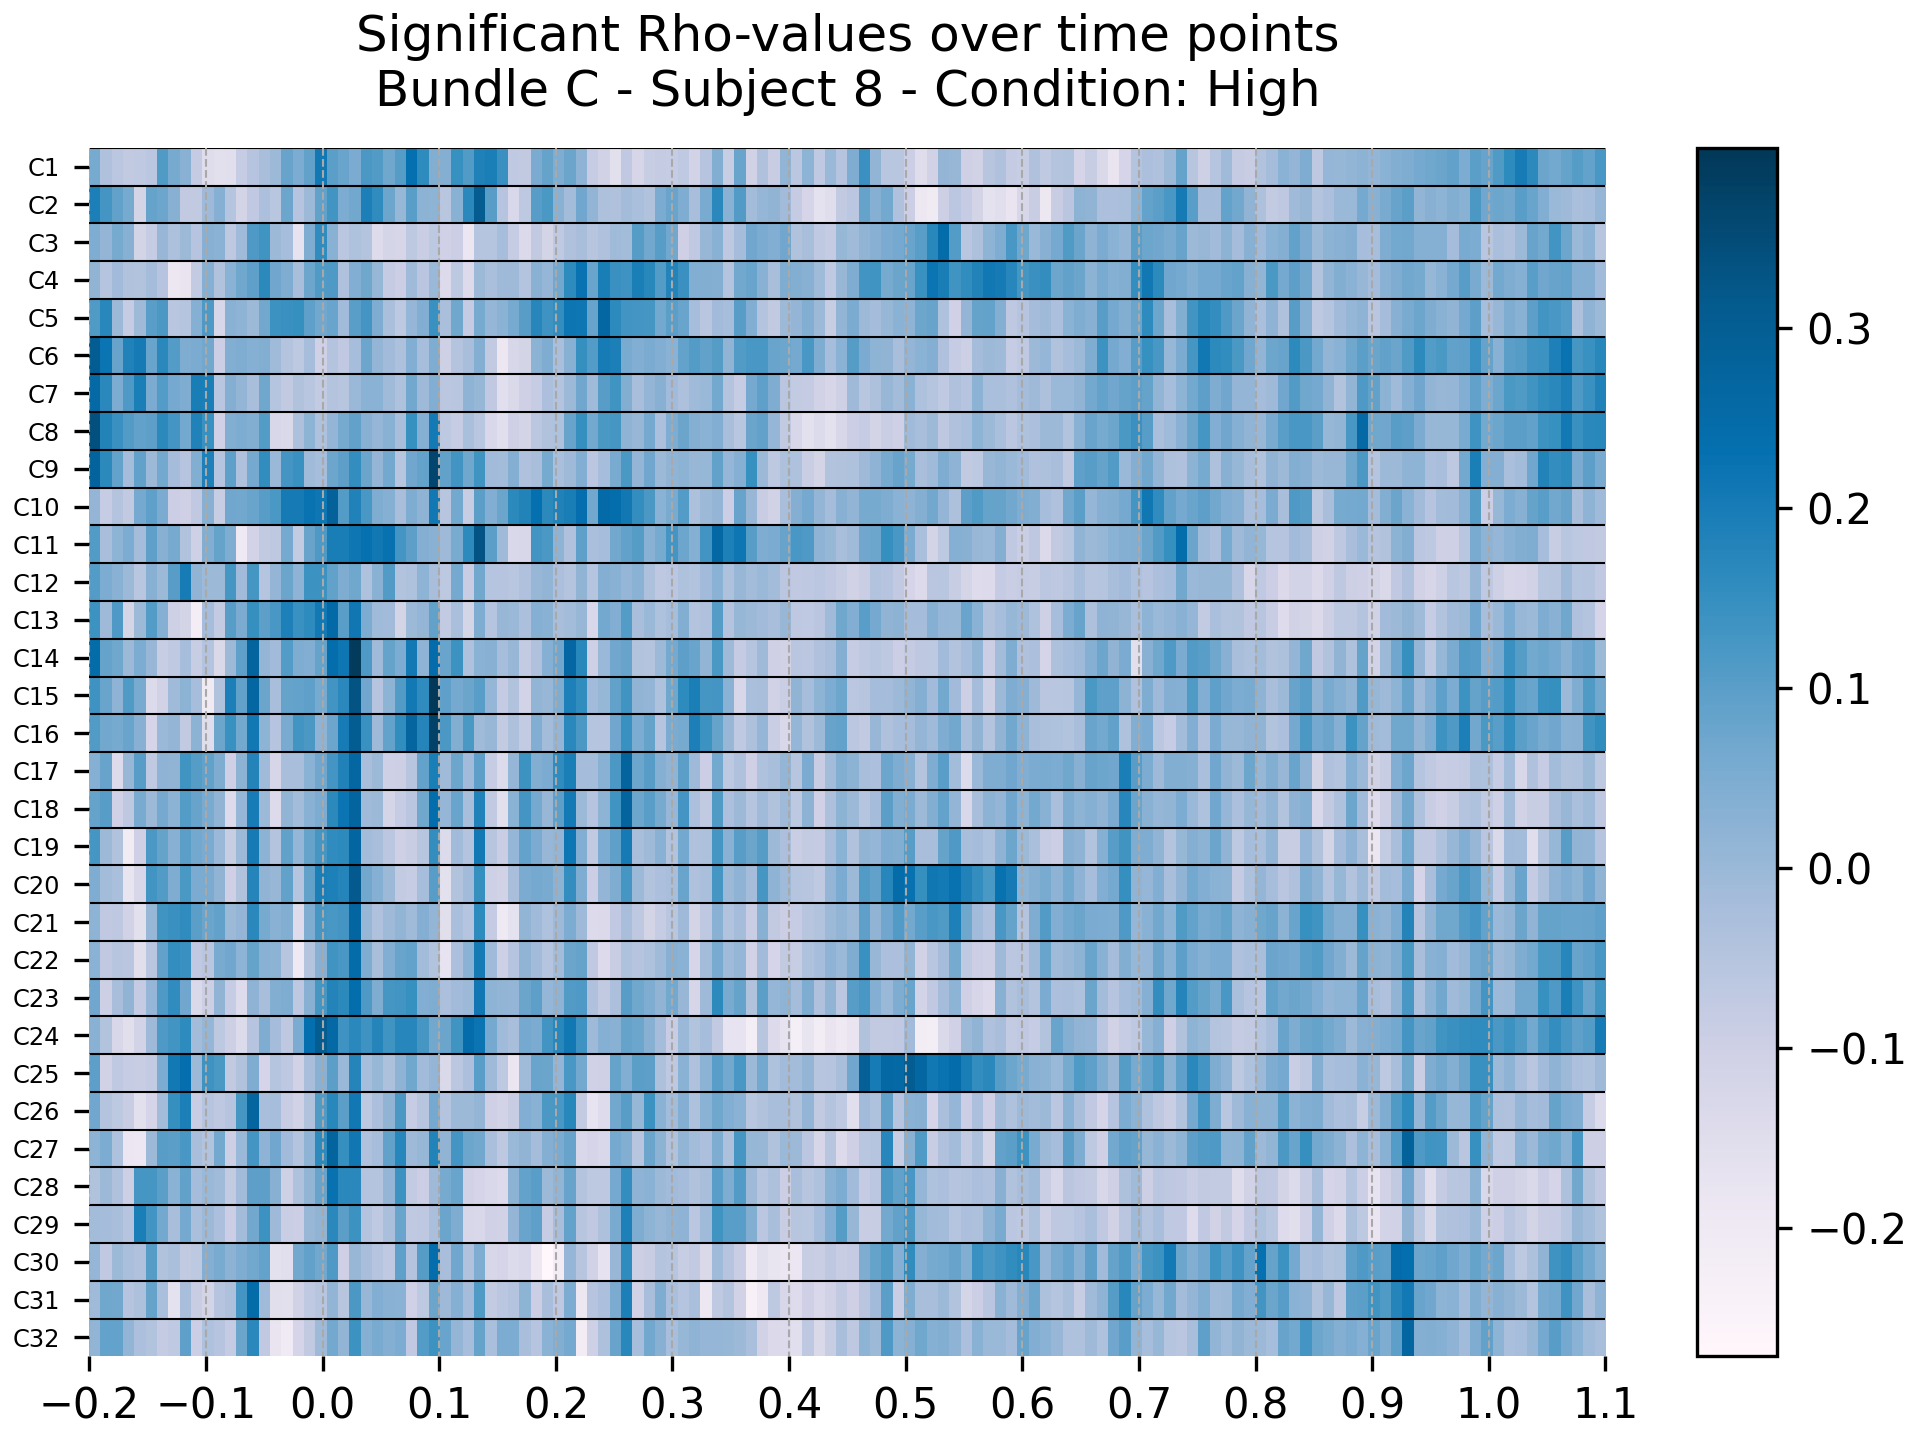 Significant Rho-values over time points
Bundle C - Subject 8 - Condition: High
C1
C2
C3
C4
C5
C6
C7
C8
C9
C10
C11
C12
C13
C14
C15
C16
C17
C18
C19
C20
C21
C22
C23
C24
C25
C26
C27
C28
C29
C30
C31
C32
−0.2 −0.1 0.0 0.1 0.2 0.3 0.4 0.5 0.6 0.7 0.8 0.9 1.0 1.1
0.3
0.2
0.1
0.0
−0.1
−0.2